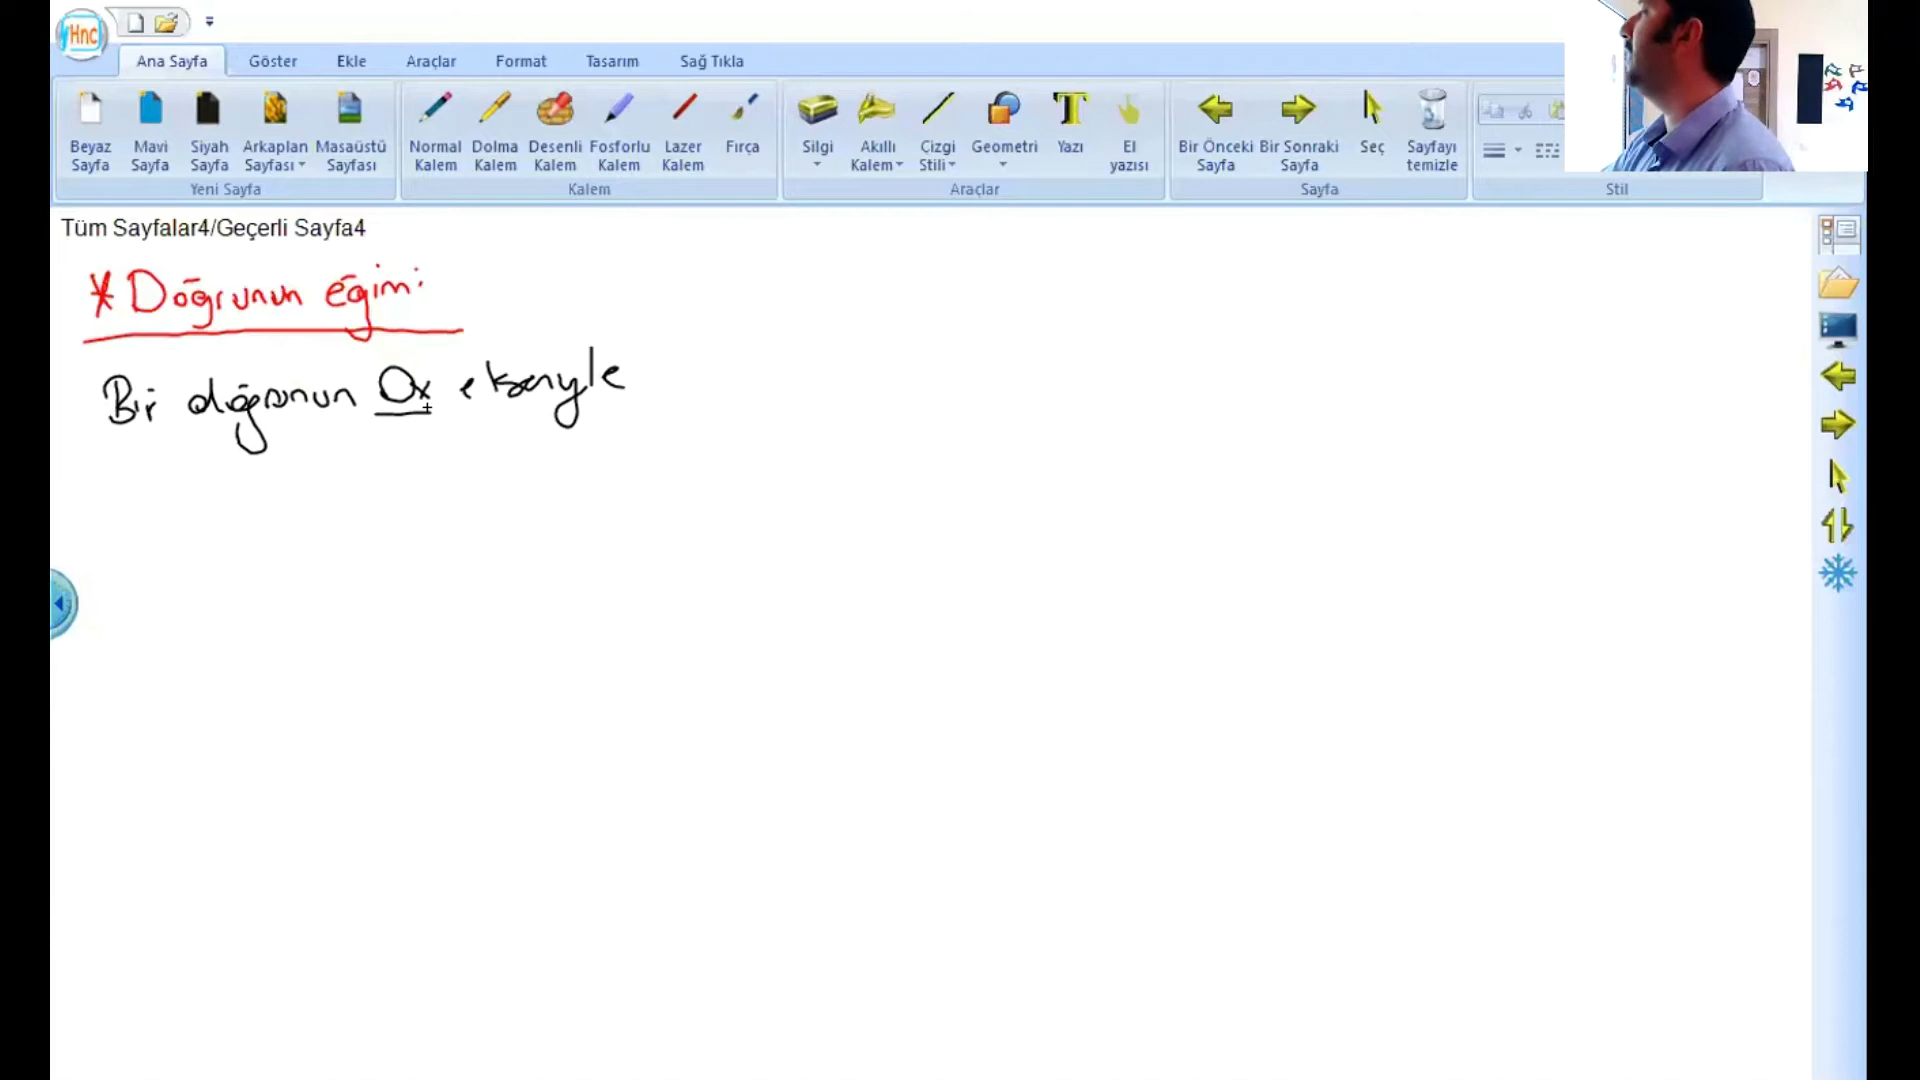 Hnc
Ana Sayfa Göster Ekle Araçlar Format Tasarım Sağ Tıkla
Beyaz Sayfa Mavi Sayfa Siyah Sayfa Arkaplan Sayfası Masaüstü Sayfası Normal Kalem Dolma Kalem Desenli Kalem Fosforlu Kalem Lazer Kalem Fırça Silgi Akıllı Kalem Çizgi Stili Geometri Yazı El yazısı Bir Önceki Sayfa Bir Sonraki Sayfa Seç Sayfayı temizle
Yeni Sayfa Kalem Araçlar Sayfa Stil
Tüm Sayfalar4/Geçerli Sayfa4
* Doğrunun eğimi
Bir doğrunun Ox ekseniyle